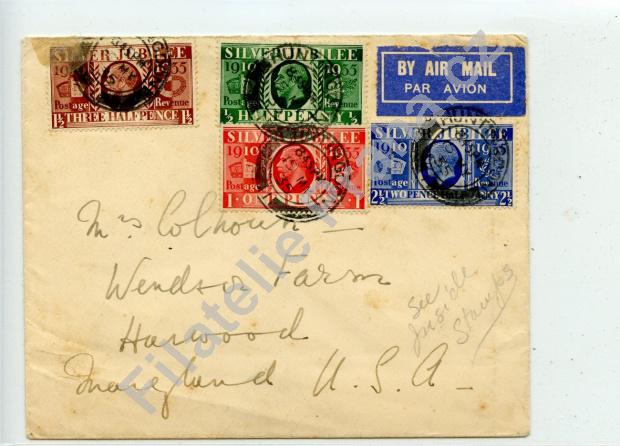 SILVER JUBILEE
1910 1935
Postage Revenue
1½ THREE HALFPENCE 1½
SILVER JUBILEE
1910 1935
Postage Revenue
½ HALFPENNY ½
BY AIR MAIL
PAR AVION
SILVER JUBILEE
1910 1935
Postage Revenue
1 ONE PENNY 1
SILVER JUBILEE
1910 1935
Postage Revenue
2½ TWO PENCE HALFPENNY 2½
Mrs Colhoun
Windsor Farm
Harwood
Maryland U.S.A
see
Inside
Stamps
Filatelie